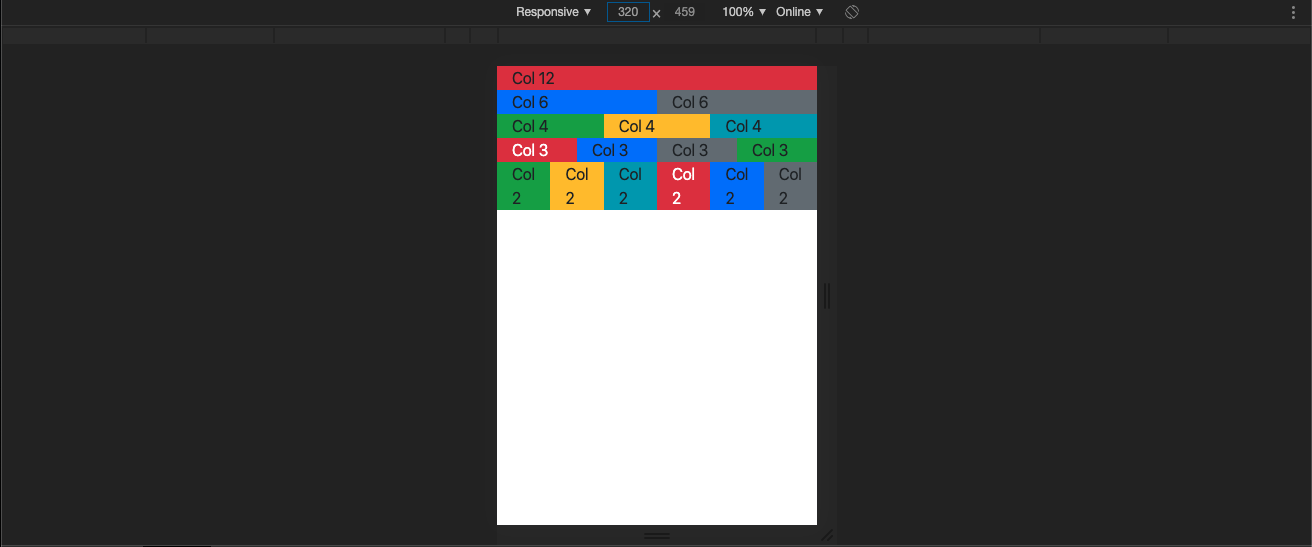 Responsive ▼ 320 × 459 100% ▼ Online ▼
Col 12
Col 6 Col 6
Col 4 Col 4 Col 4
Col 3 Col 3 Col 3 Col 3
Col Col Col Col Col Col
2 2 2 2 2 2